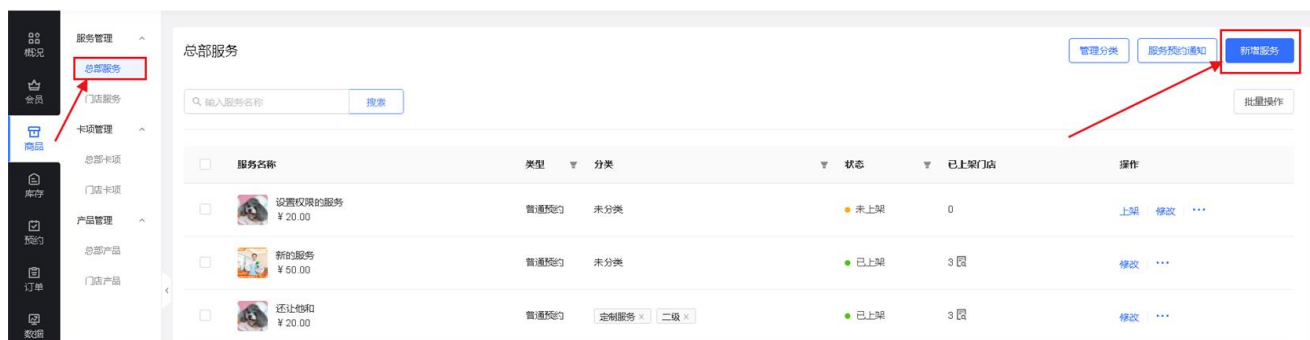 概况
会员
商品
库存
预约
订单
数据
服务管理
总部服务
门店服务
卡项管理
总部卡项
门店卡项
产品管理
总部产品
门店产品
总部服务
管理分类 服务预约通知 新增服务
输入服务名称 搜索 批量操作
服务名称 类型 分类 状态 已上架门店 操作
设置权限的服务
¥ 20.00
普通预约 未分类 未上架 0 上架 修改 ···
新的服务
¥ 50.00
普通预约 未分类 已上架 3 修改 ···
还让他和
¥ 20.00
普通预约 定制服务 × 二级 × 已上架 3 修改 ···